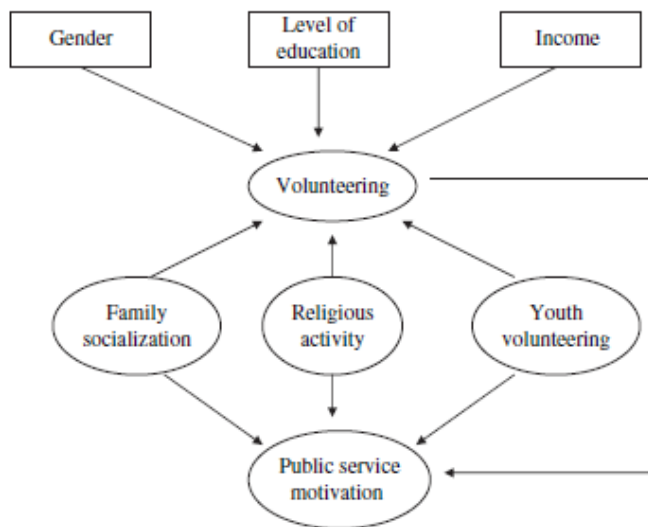 Gender
Level of
education
Income
Volunteering
Family
socialization
Religious
activity
Youth
volunteering
Public service
motivation